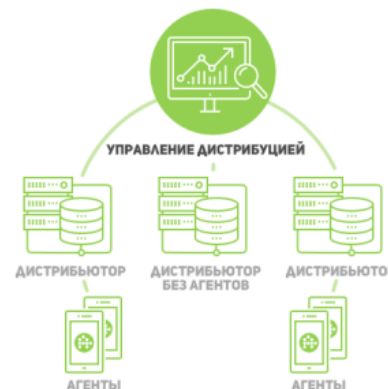 УПРАВЛЕНИЕ ДИСТРИБУЦИЕЙ
ДИСТРИБЬЮТОР
ДИСТРИБЬЮТОР
БЕЗ АГЕНТОВ
ДИСТРИБЬЮТО
АГЕНТЫ
АГЕНТЫ